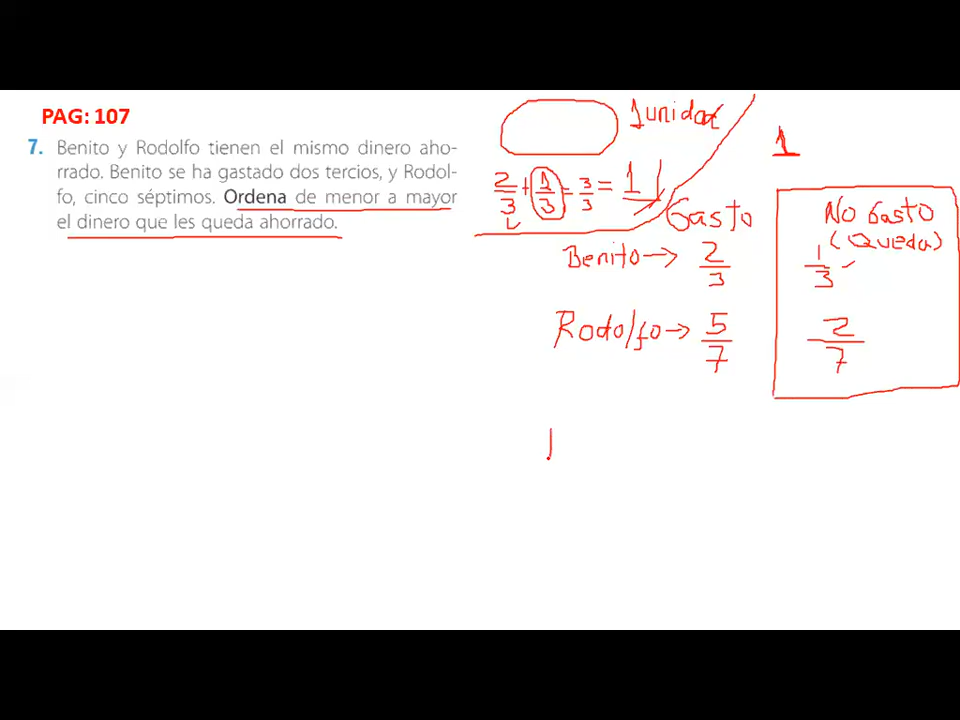 PAG: 107
7. Benito y Rodolfo tienen el mismo dinero aho-
rrado. Benito se ha gastado dos tercios, y Rodol-
fo, cinco séptimos. Ordena de menor a mayor
el dinero que les queda ahorrado.
1 unidad
2/3 + 1/3 = 3/3 = 1
1
Gasto
No Gasto
(Queda)
Benito → 2/3
1/3
Rodolfo → 5/7
2/7